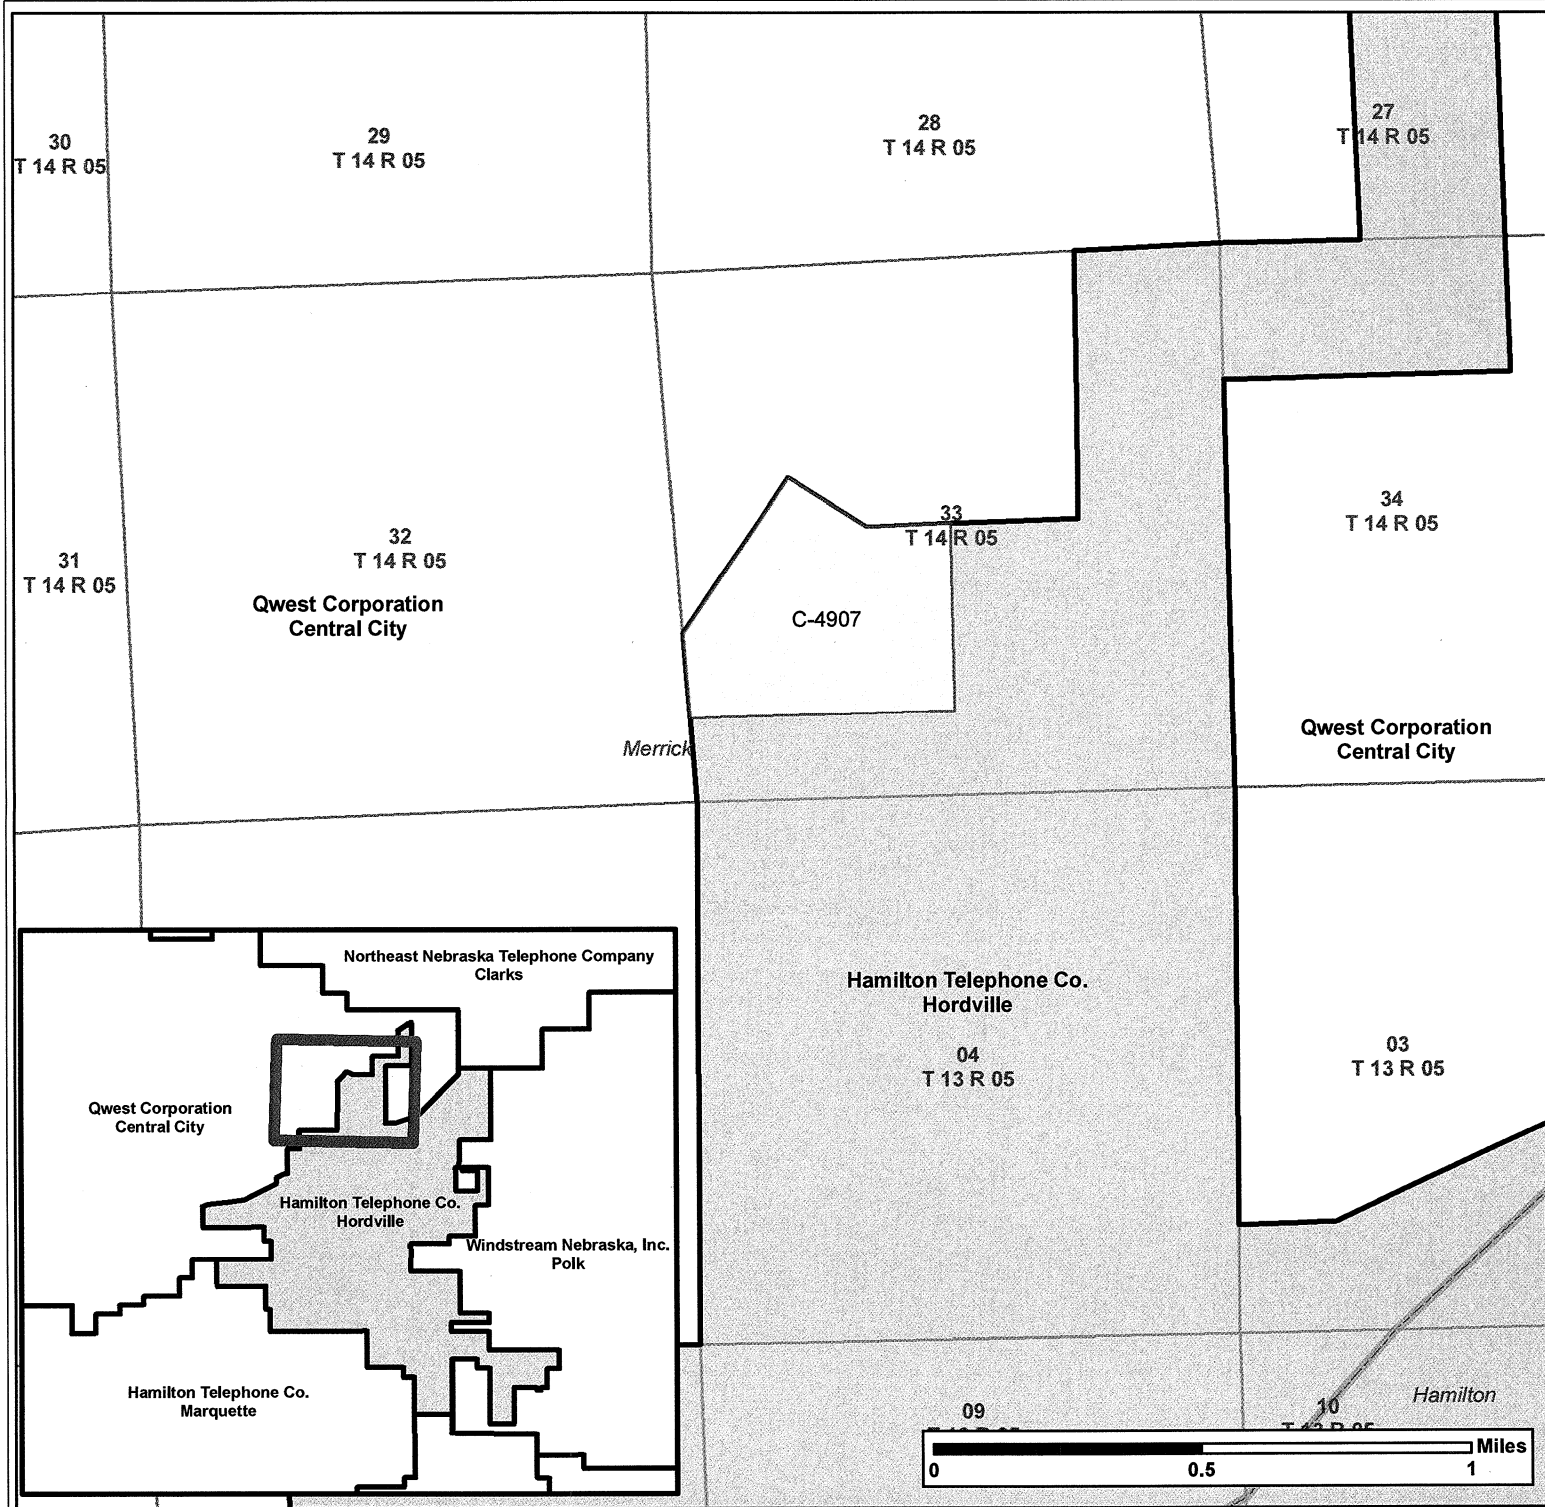 30
T 14 R 05
29
T 14 R 05
28
T 14 R 05
27
T 14 R 05
31
T 14 R 05
32
T 14 R 05
Qwest Corporation
Central City
33
T 14 R 05
34
T 14 R 05
C-4907
Merrick
Qwest Corporation
Central City
Hamilton Telephone Co.
Hordville
04
T 13 R 05
03
T 13 R 05
Northeast Nebraska Telephone Company
Clarks
Qwest Corporation
Central City
Hamilton Telephone Co.
Hordville
Windstream Nebraska, Inc.
Polk
Hamilton Telephone Co.
Marquette
09
10
T 13 R 05
Hamilton
Miles
0
0.5
1